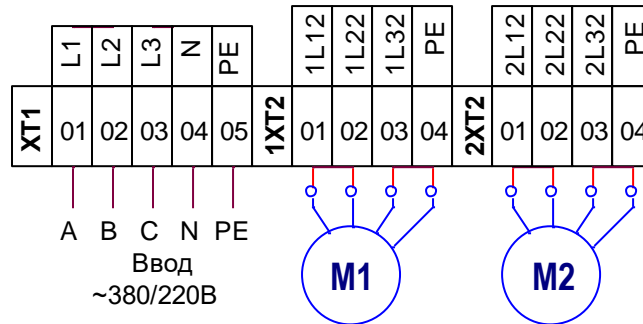 L1 L2 L3 N PE 1L12 1L22 1L32 PE 2L12 2L22 2L32 PE
XT1 01 02 03 04 05 1XT2 01 02 03 04 2XT2 01 02 03 04
A B C N PE
Ввод
~380/220В
M1 M2